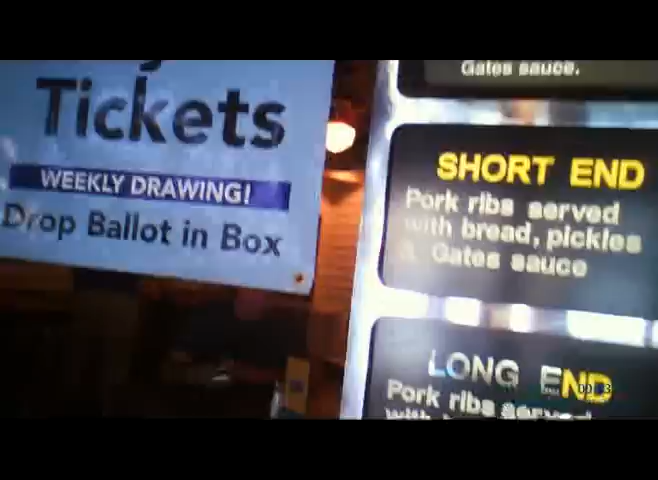 Tickets
WEEKLY DRAWING!
Drop Ballot in Box
Gates sauce.
SHORT END
Pork ribs served
with bread, pickles
& Gates sauce
LONG END
Pork ribs served
with